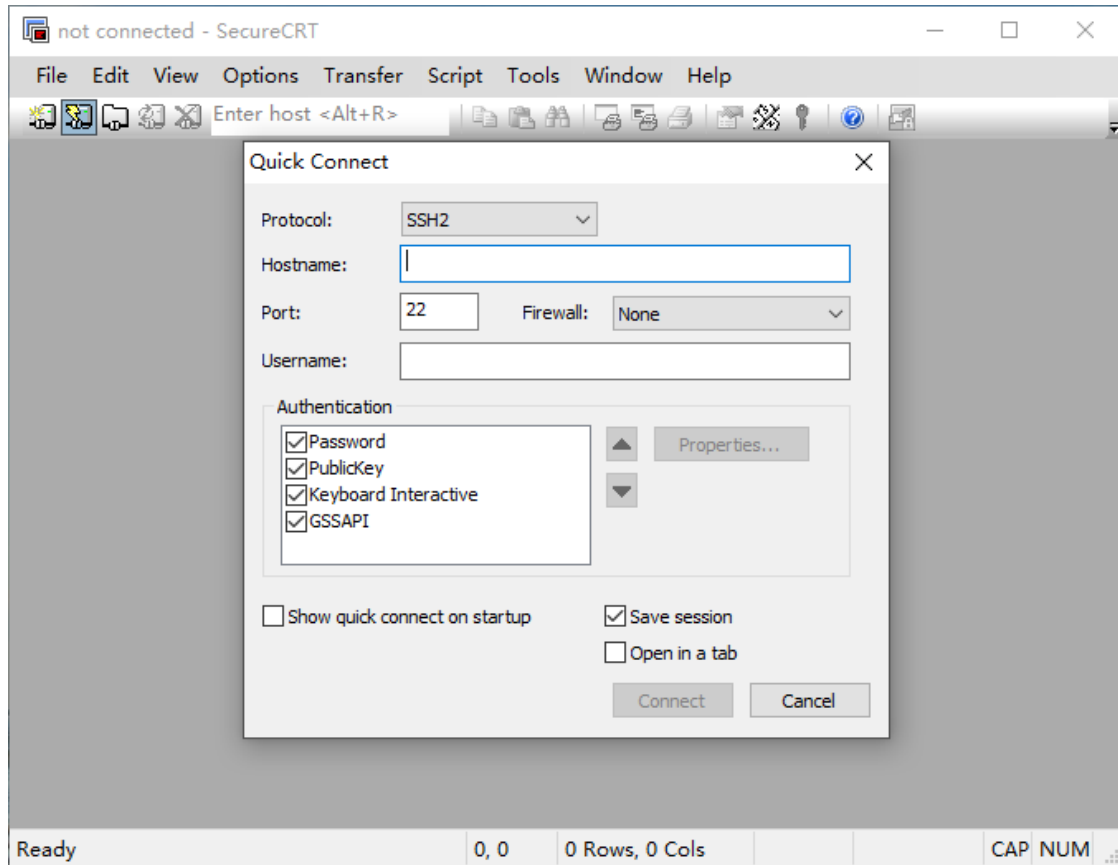 not connected - SecureCRT
File Edit View Options Transfer Script Tools Window Help
Enter host <Alt+R>
Quick Connect
Protocol: SSH2
Hostname:
Port: 22 Firewall: None
Username:
Authentication
Password
PublicKey
Keyboard Interactive
GSSAPI
Properties...
Show quick connect on startup Save session
Open in a tab
Connect Cancel
Ready 0, 0 0 Rows, 0 Cols CAP NUM